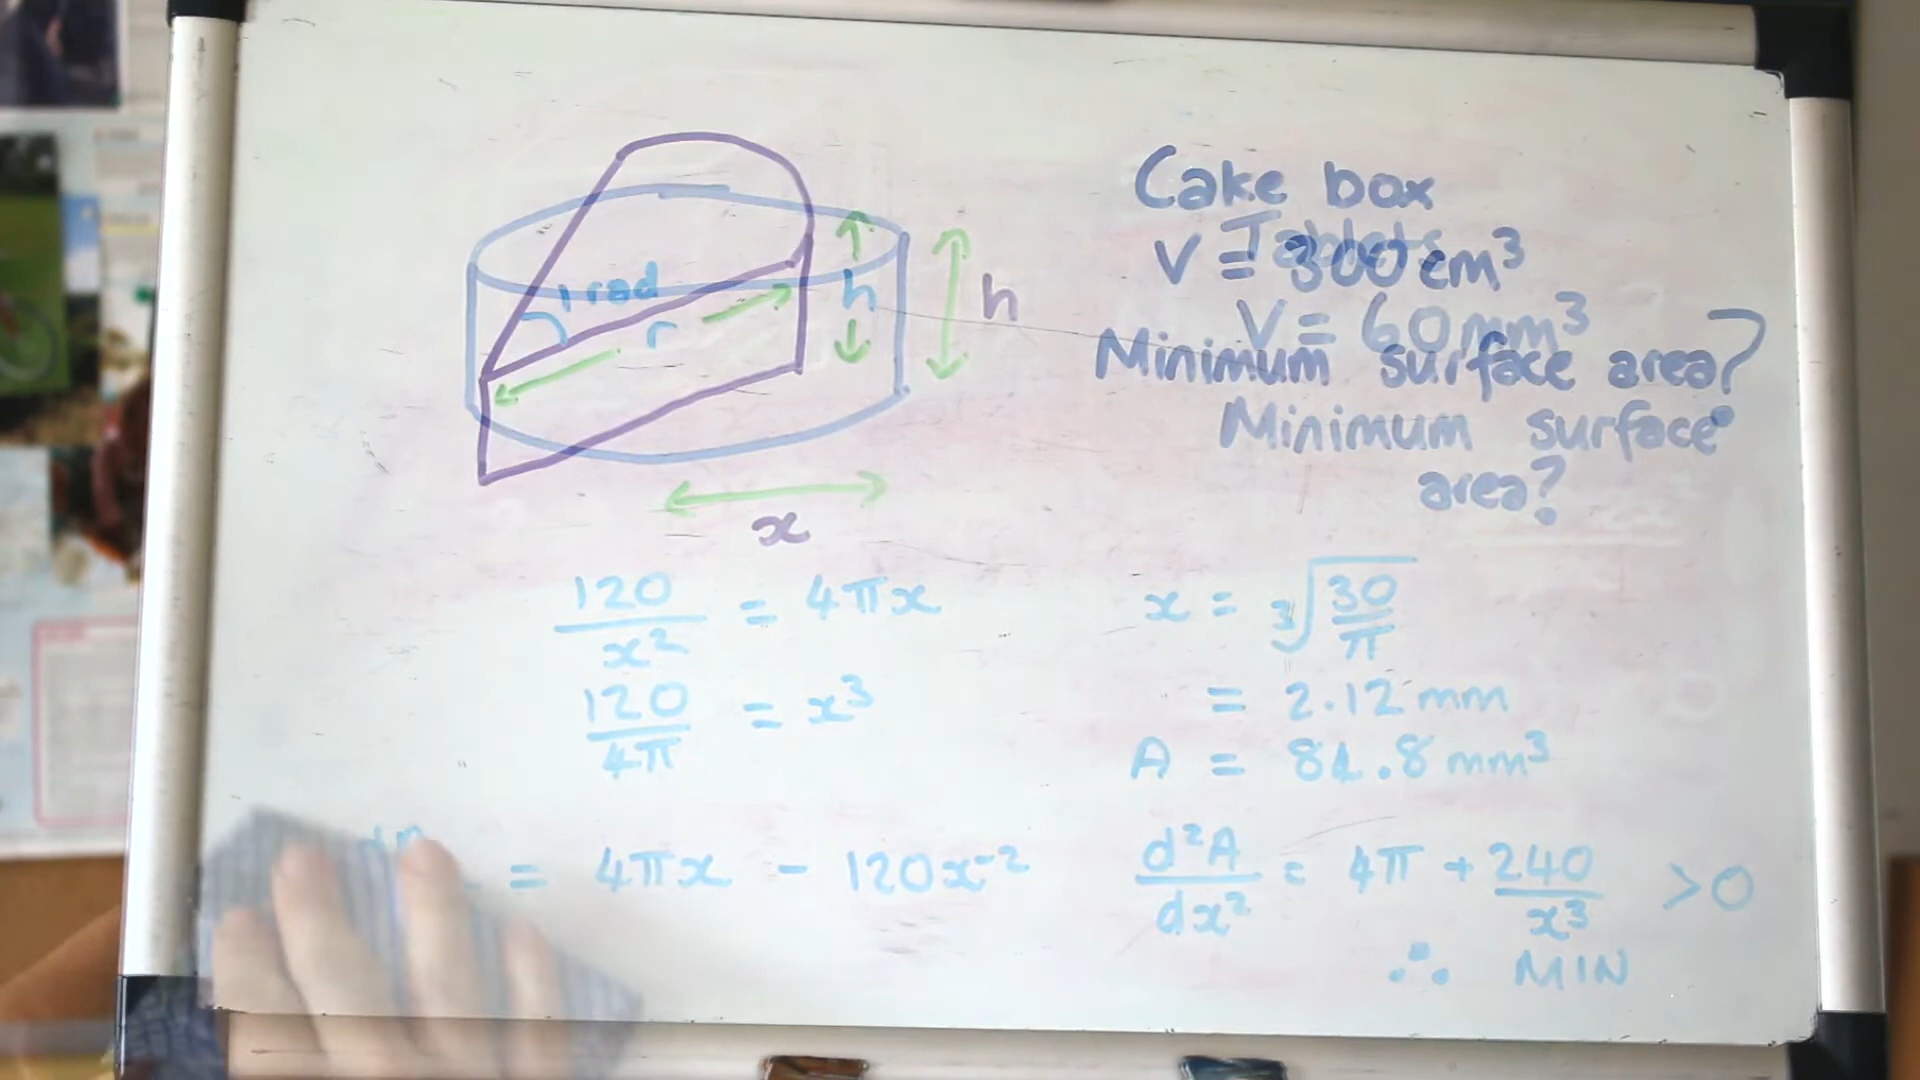 Cake box
Tablets
V = 300 cm³
V = 60 mm³
Minimum surface area?
Minimum surface
area?
1 rad
r
h
h
x
120/x² = 4πx
120/4π = x³
x = ³√(30/π)
= 2.12 mm
A = 81.8 mm³
= 4πx - 120x⁻²
d²A/dx² = 4π + 240/x³ > 0
∴ MIN